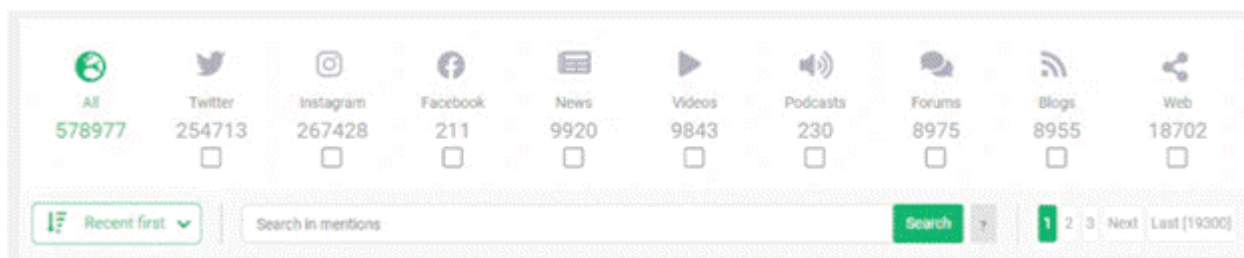 All Twitter Instagram Facebook News Videos Podcasts Forums Blogs Web
578977 254713 267428 211 9920 9843 230 8975 8955 18702
Recent first Search in mentions Search ? 1 2 3 Next Last [19300]